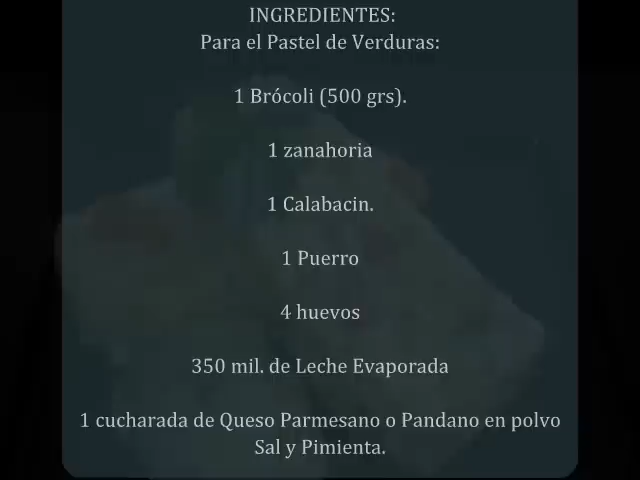 INGREDIENTES:
Para el Pastel de Verduras:
1 Brócoli (500 grs).
1 zanahoria
1 Calabacin.
1 Puerro
4 huevos
350 mil. de Leche Evaporada
1 cucharada de Queso Parmesano o Pandano en polvo
Sal y Pimienta.